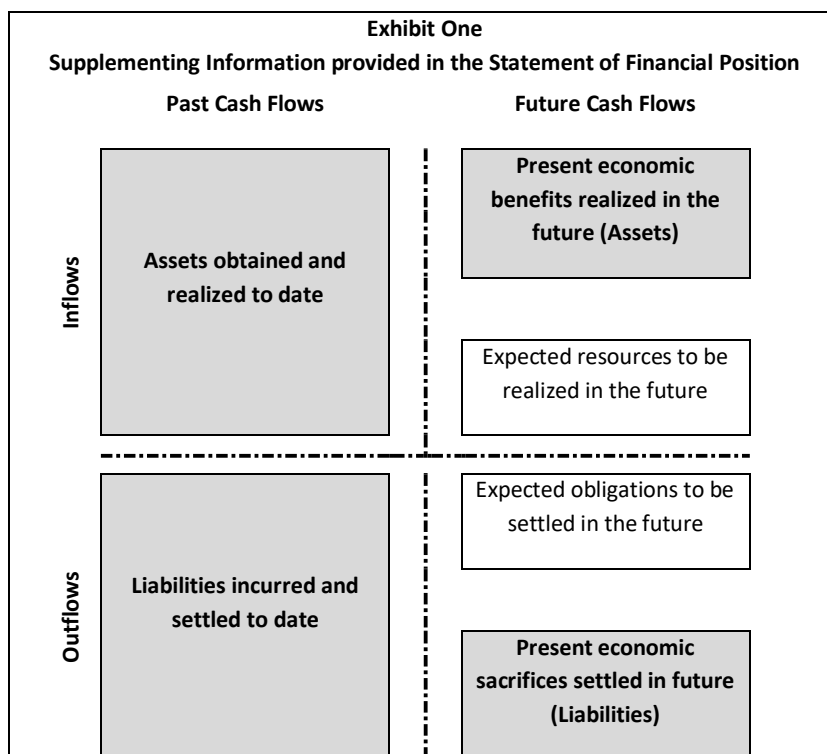 Exhibit One
Supplementing Information provided in the Statement of Financial Position
Past Cash Flows
Future Cash Flows
Inflows
Assets obtained and
realized to date
Present economic
benefits realized in the
future (Assets)
Expected resources to be
realized in the future
Outflows
Liabilities incurred and
settled to date
Expected obligations to be
settled in the future
Present economic
sacrifices settled in future
(Liabilities)